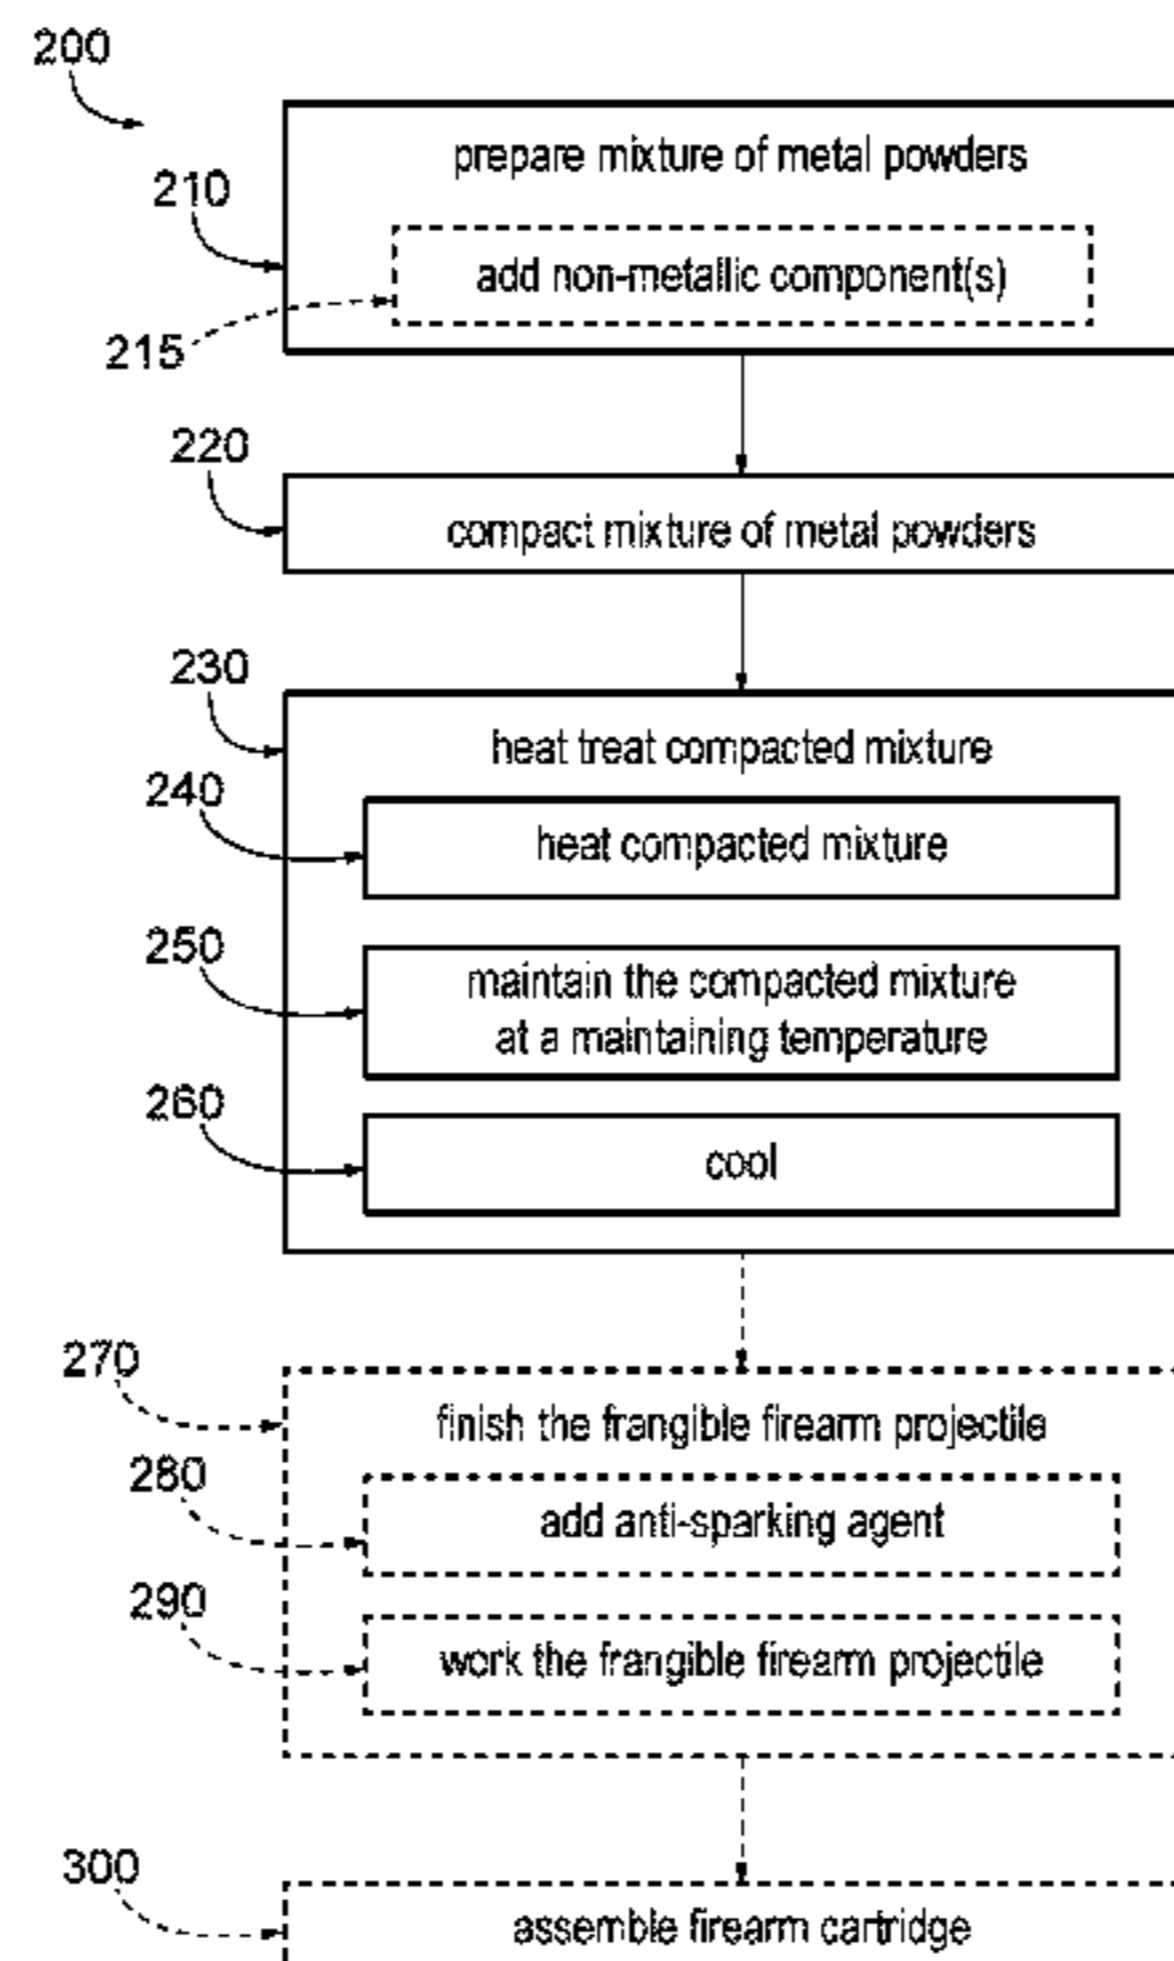 200
prepare mixture of metal powders
210
add non-metallic component(s)
215
220
compact mixture of metal powders
230
heat treat compacted mixture
240
heat compacted mixture
250
maintain the compacted mixture
at a maintaining temperature
260
cool
270
finish the frangible firearm projectile
280
add anti-sparking agent
290
work the frangible firearm projectile
300
assemble firearm cartridge